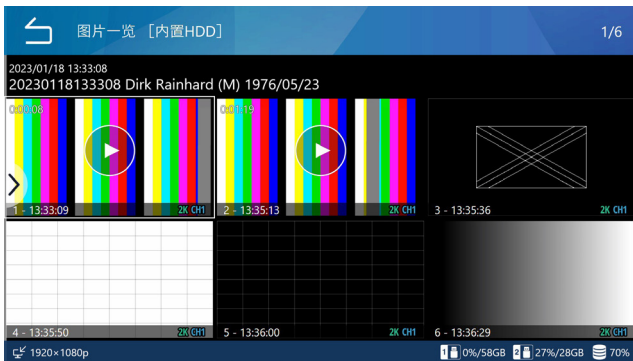 图片一览 [内置HDD]
1/6
2023/01/18 13:33:08
20230118133308 Dirk Rainhard (M) 1976/05/23
0:00:08
0:01:19
1 - 13:33:09 2K CH1
2 - 13:35:13 2K CH1
3 - 13:35:36 2K CH1
4 - 13:35:50 2K CH1
5 - 13:36:00 2K CH1
6 - 13:36:29 2K CH1
1920×1080p
1 0%/58GB 2 27%/28GB 70%